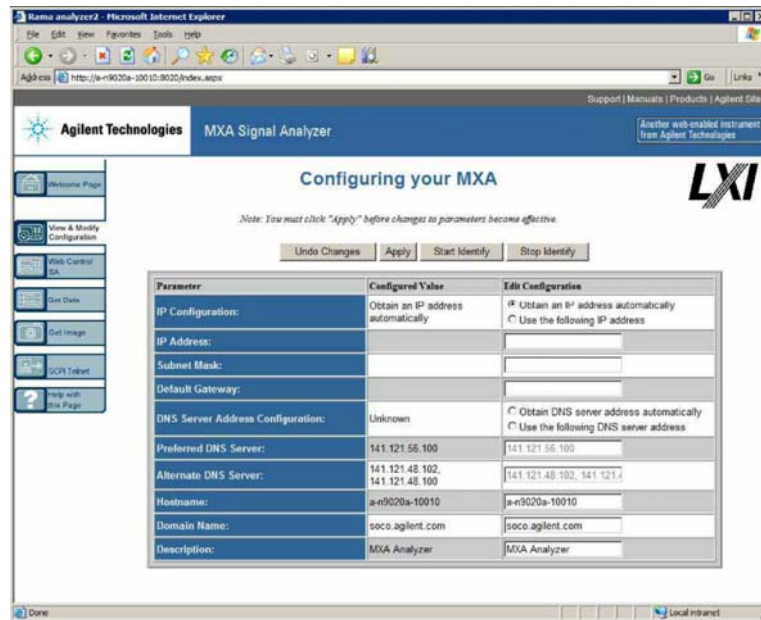 Rama analyzer2 - Microsoft Internet Explorer
File Edit View Favorites Tools Help
Address http://a-n9020a-10010:8020/index.aspx Go Links
Support | Manuals | Products | Agilent Site
Agilent Technologies MXA Signal Analyzer
Another web-enabled instrument
from Agilent Technologies
Welcome Page
View & Modify
Configuration
Web Control
SA
Get Data
Get Image
SCPI Telnet
Help with
this Page
Configuring your MXA
LXI
Note: You must click "Apply" before changes to parameters become effective.
Undo Changes Apply Start Identify Stop Identify
Parameter Configured Value Edit Configuration
IP Configuration: Obtain an IP address automatically Obtain an IP address automatically
Use the following IP address
IP Address:
Subnet Mask:
Default Gateway:
DNS Server Address Configuration: Unknown Obtain DNS server address automatically
Use the following DNS server address
Preferred DNS Server: 141.121.56.100 141.121.56.100
Alternate DNS Server: 141.121.48.102, 141.121.48.100 141.121.48.102, 141.121.4
Hostname: a-n9020a-10010 a-n9020a-10010
Domain Name: soco.agilent.com soco.agilent.com
Description: MXA Analyzer MXA Analyzer
Done Local intranet